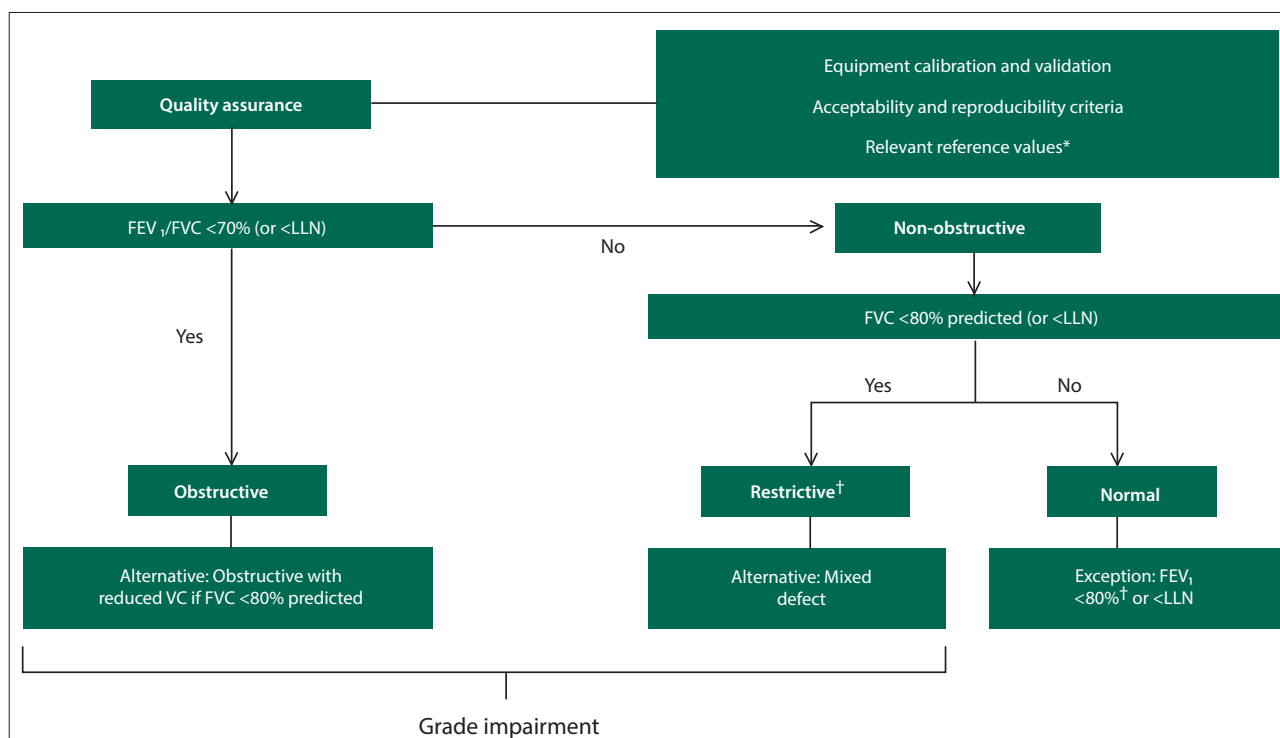 Equipment calibration and validation
Quality assurance
Acceptability and reproducibility criteria
Relevant reference values*
FEV₁/FVC <70% (or <LLN)
No
Non-obstructive
FVC <80% predicted (or <LLN)
Yes
Yes
No
Obstructive
Restrictive†
Normal
Alternative: Obstructive with
reduced VC if FVC <80% predicted
Alternative: Mixed
defect
Exception: FEV₁
<80%† or <LLN
Grade impairment